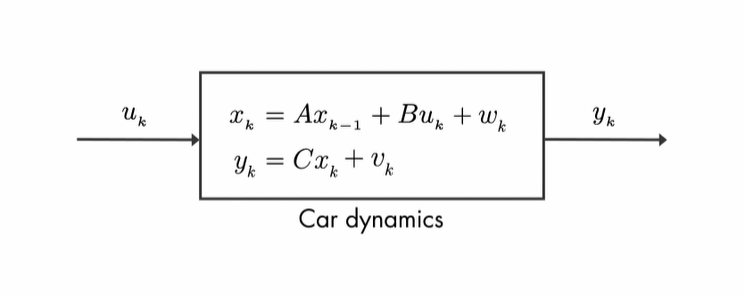 u_k
x_k = Ax_{k-1} + Bu_k + w_k
y_k
y_k = Cx_k + v_k
Car dynamics